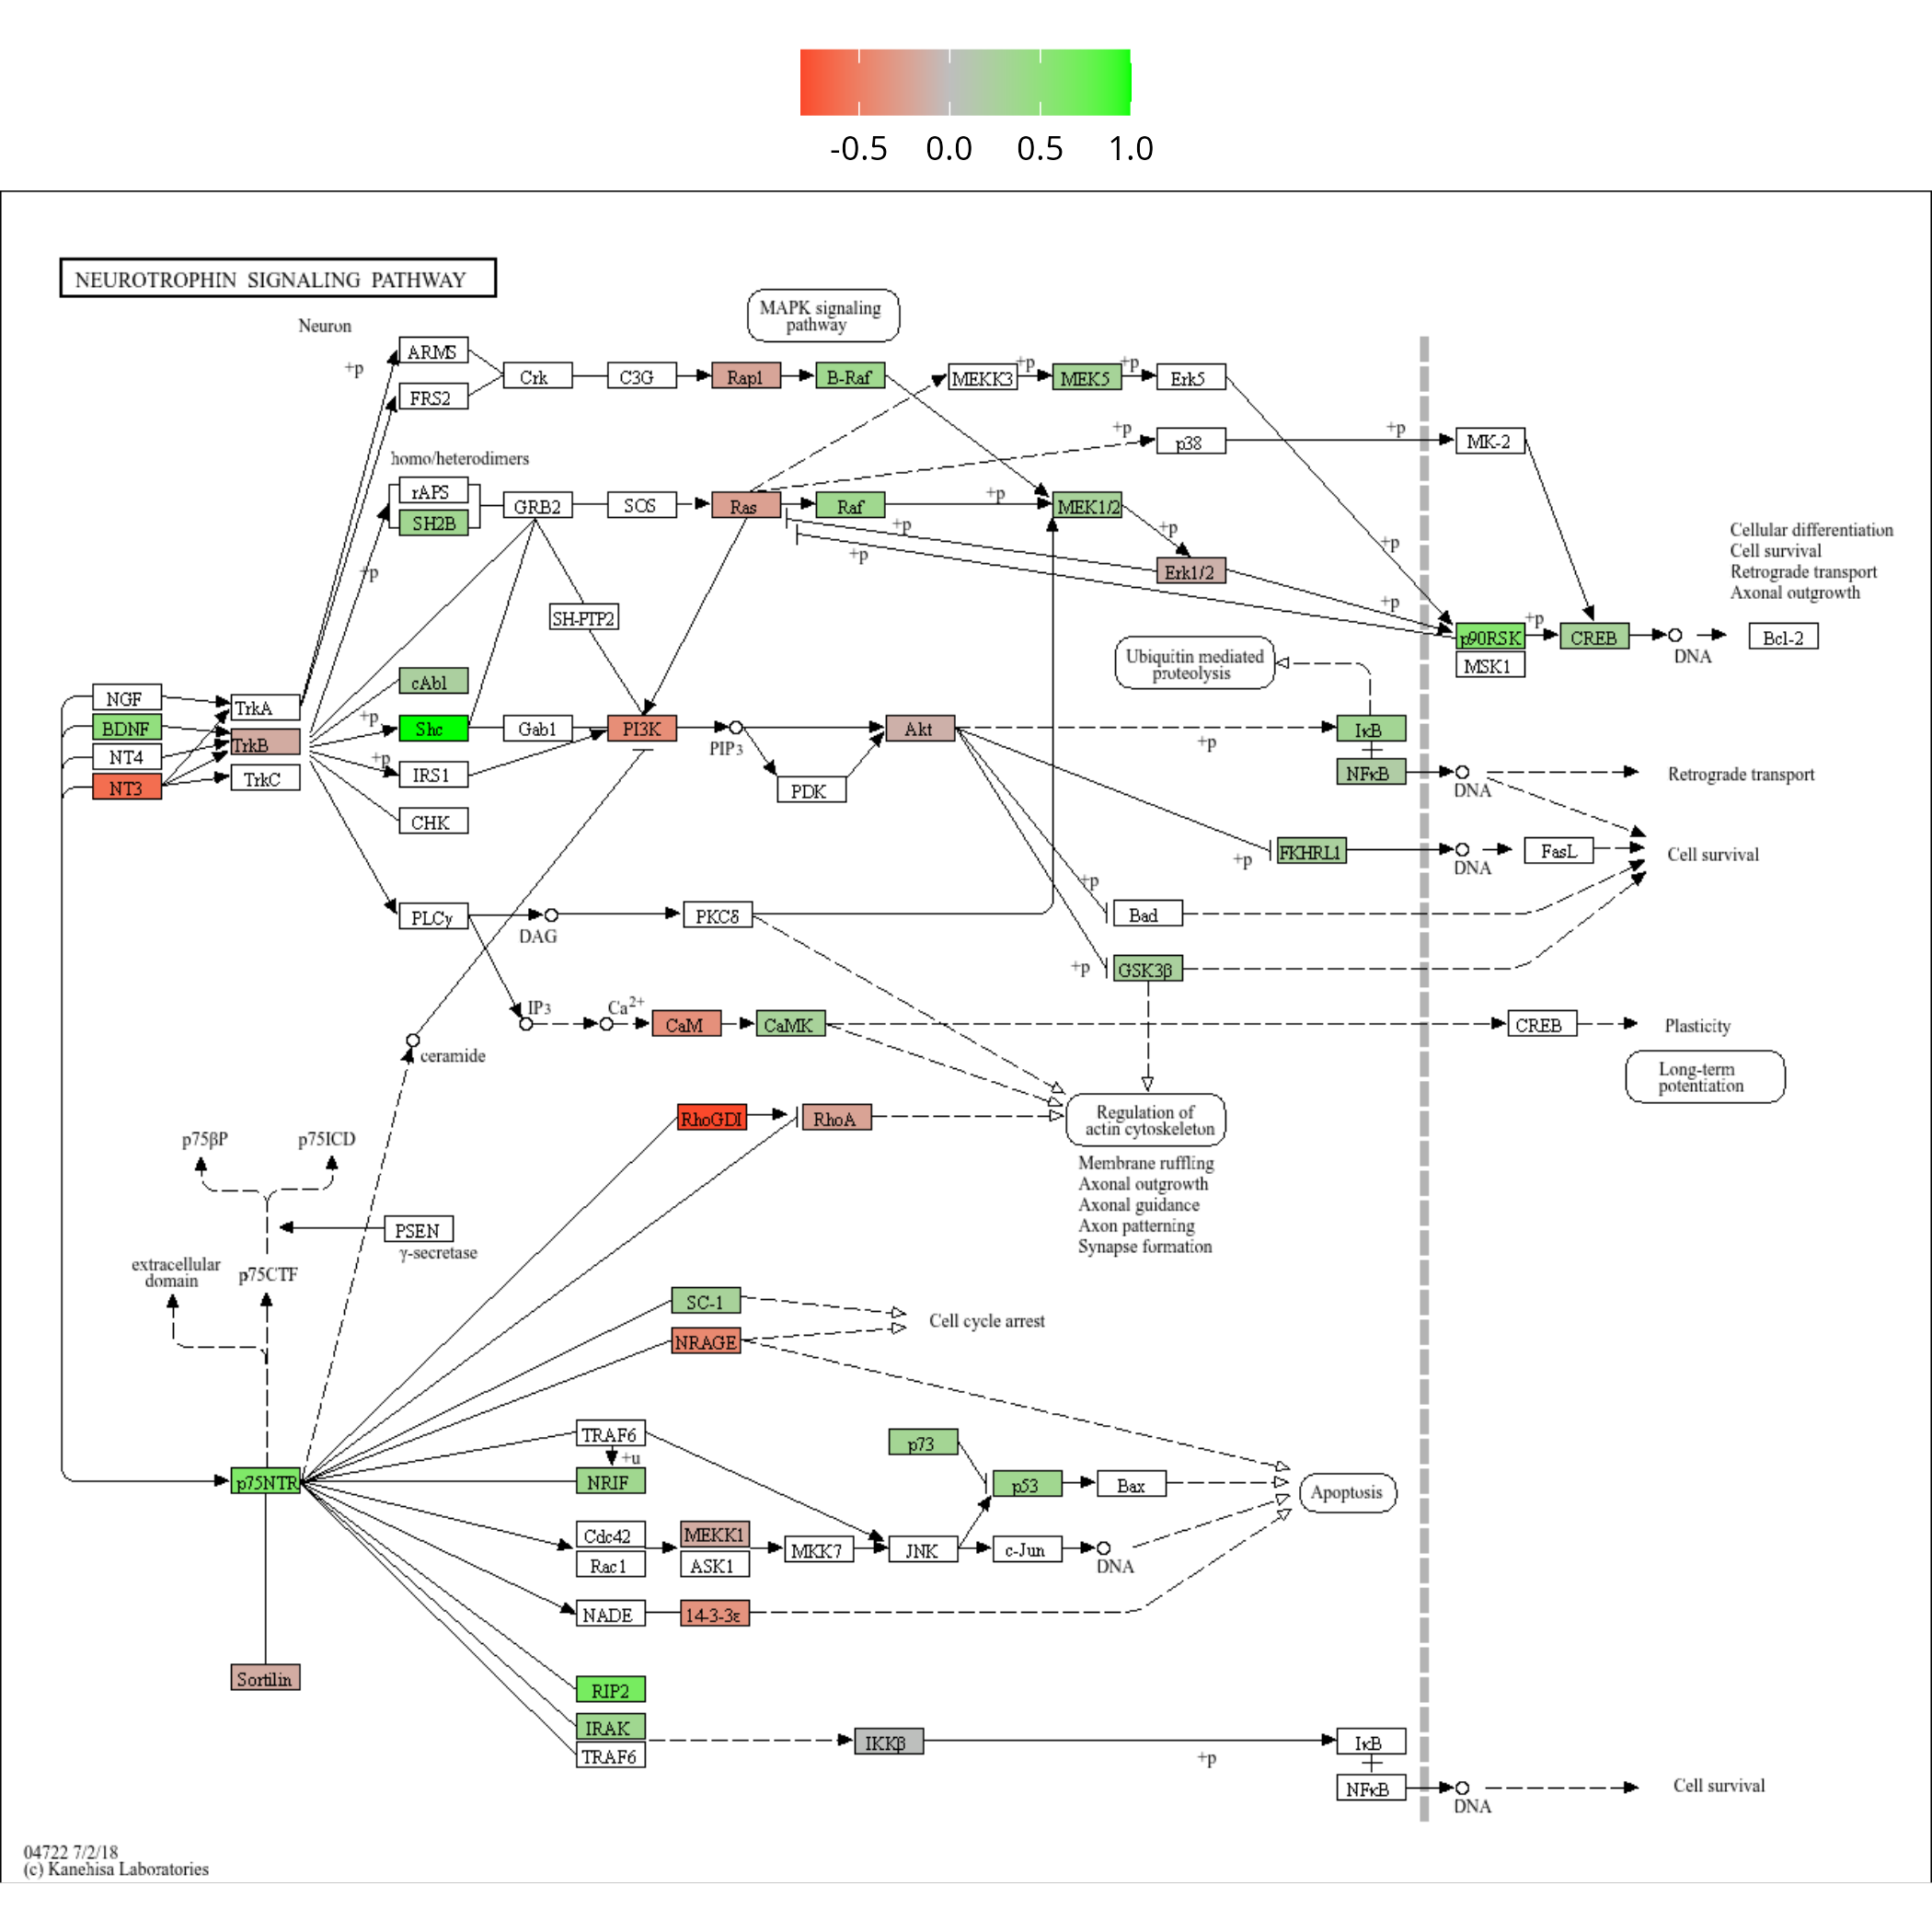 -0.5 0.0 0.5 1.0
NEUROTROPHIN SIGNALING PATHWAY
MAPK signaling
pathway
Neuron
+p
ARMS
FRS2
Crk
C3G
Rap1
B-Raf
MEKK3
+p
MEK5
+p
Erk5
+p
p38
+p
MK-2
homo/heterodimers
rAPS
SH2B
GRB2
SOS
Ras
Raf
+p
MEK1/2
+p
+p
+p
+p
Erk1/2
+p
+p
SH-PTP2
Cellular differentiation
Cell survival
Retrograde transport
Axonal outgrowth
p90RSK
+p
CREB
DNA
Bcl-2
MSK1
Ubiquitin mediated
proteolysis
NGF
BDNF
NT4
NT3
TrkA
TrkB
TrkC
cAbl
+p
Shc
Gab1
PI3K
PIP3
Akt
+p
IκB
+p
IRS1
PDK
NFκB
DNA
Retrograde transport
CHK
+p
FKHRL1
DNA
FasL
Cell survival
+p
Bad
PLCγ
DAG
PKCδ
+p
GSK3β
IP3
Ca2+
CaM
CaMK
CREB
Plasticity
ceramide
Long-term
potentiation
RhoGDI
RhoA
Regulation of
actin cytoskeleton
Membrane ruffling
Axonal outgrowth
Axonal guidance
Axon patterning
Synapse formation
p75βP
p75ICD
PSEN
γ-secretase
extracellular
domain
p75CTF
SC-1
NRAGE
Cell cycle arrest
TRAF6
+u
NRIF
p73
p53
Bax
Apoptosis
p75NTR
Cdc42
Rac1
MEKK1
ASK1
MKK7
JNK
c-Jun
DNA
NADE
14-3-3ε
Sortilin
RIP2
IRAK
TRAF6
IKKβ
+p
IκB
NFκB
DNA
Cell survival
04722 7/2/18
(c) Kanehisa Laboratories